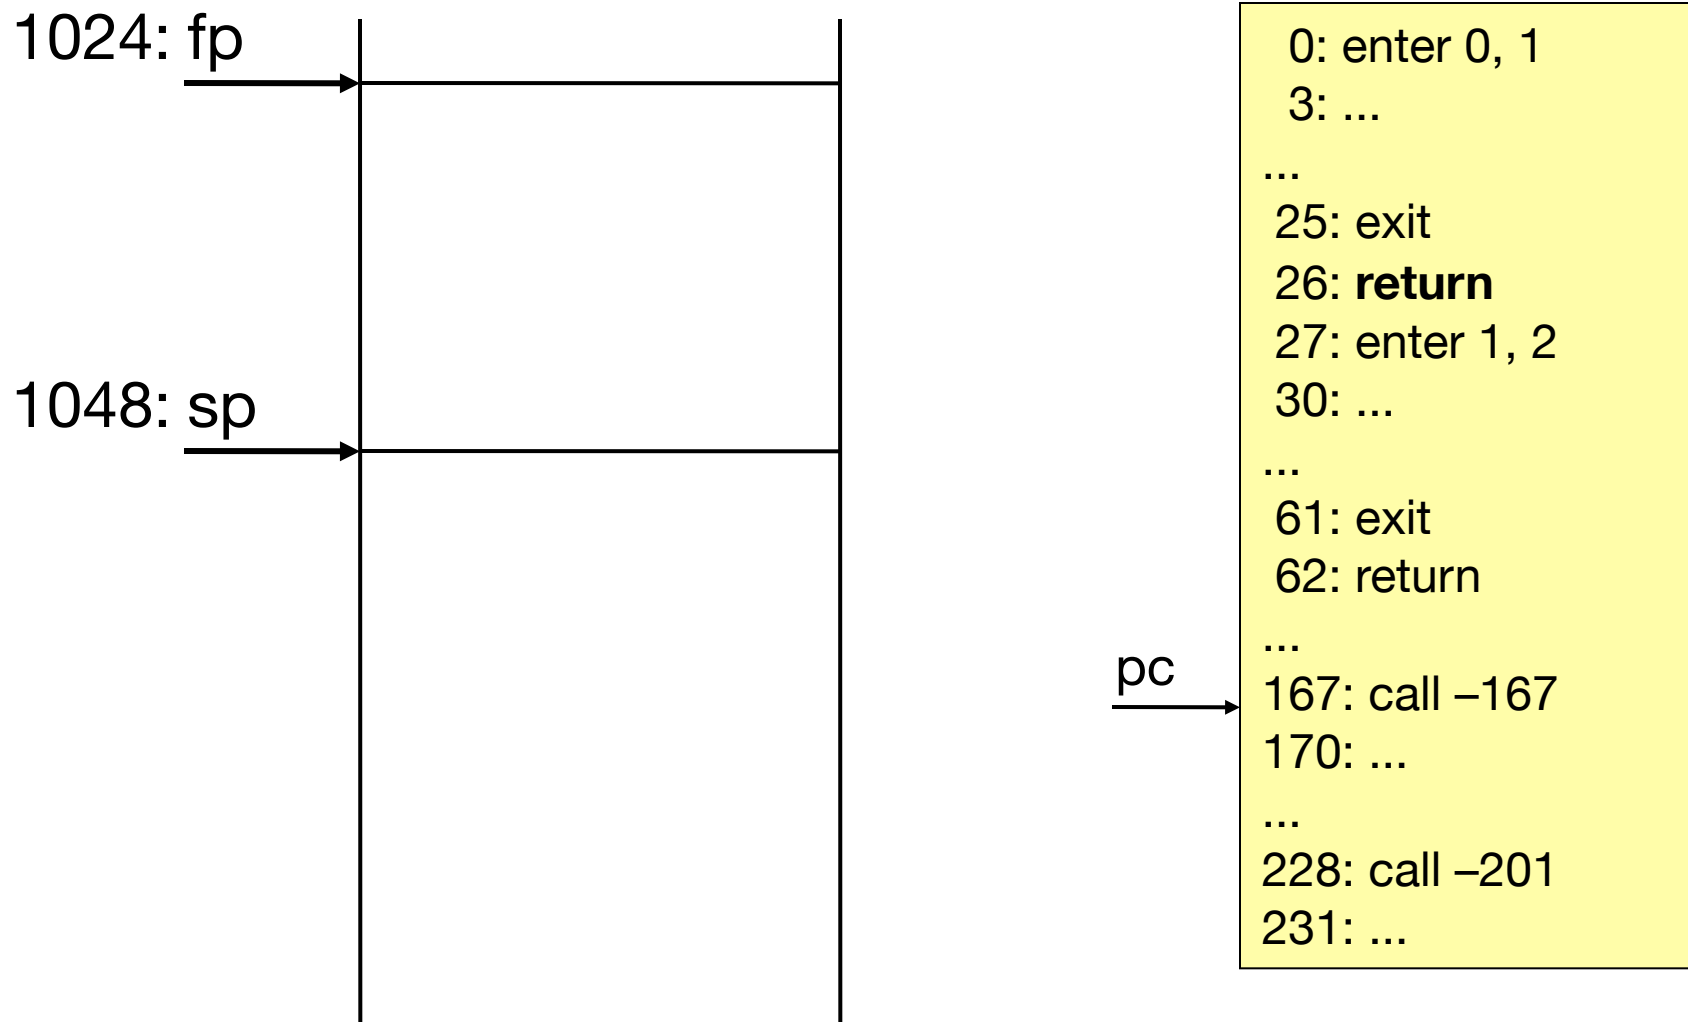 1024: fp
1048: sp
pc
0: enter 0, 1
3: ...
...
25: exit
26: return
27: enter 1, 2
30: ...
...
61: exit
62: return
...
167: call –167
170: ...
...
228: call –201
231: ...